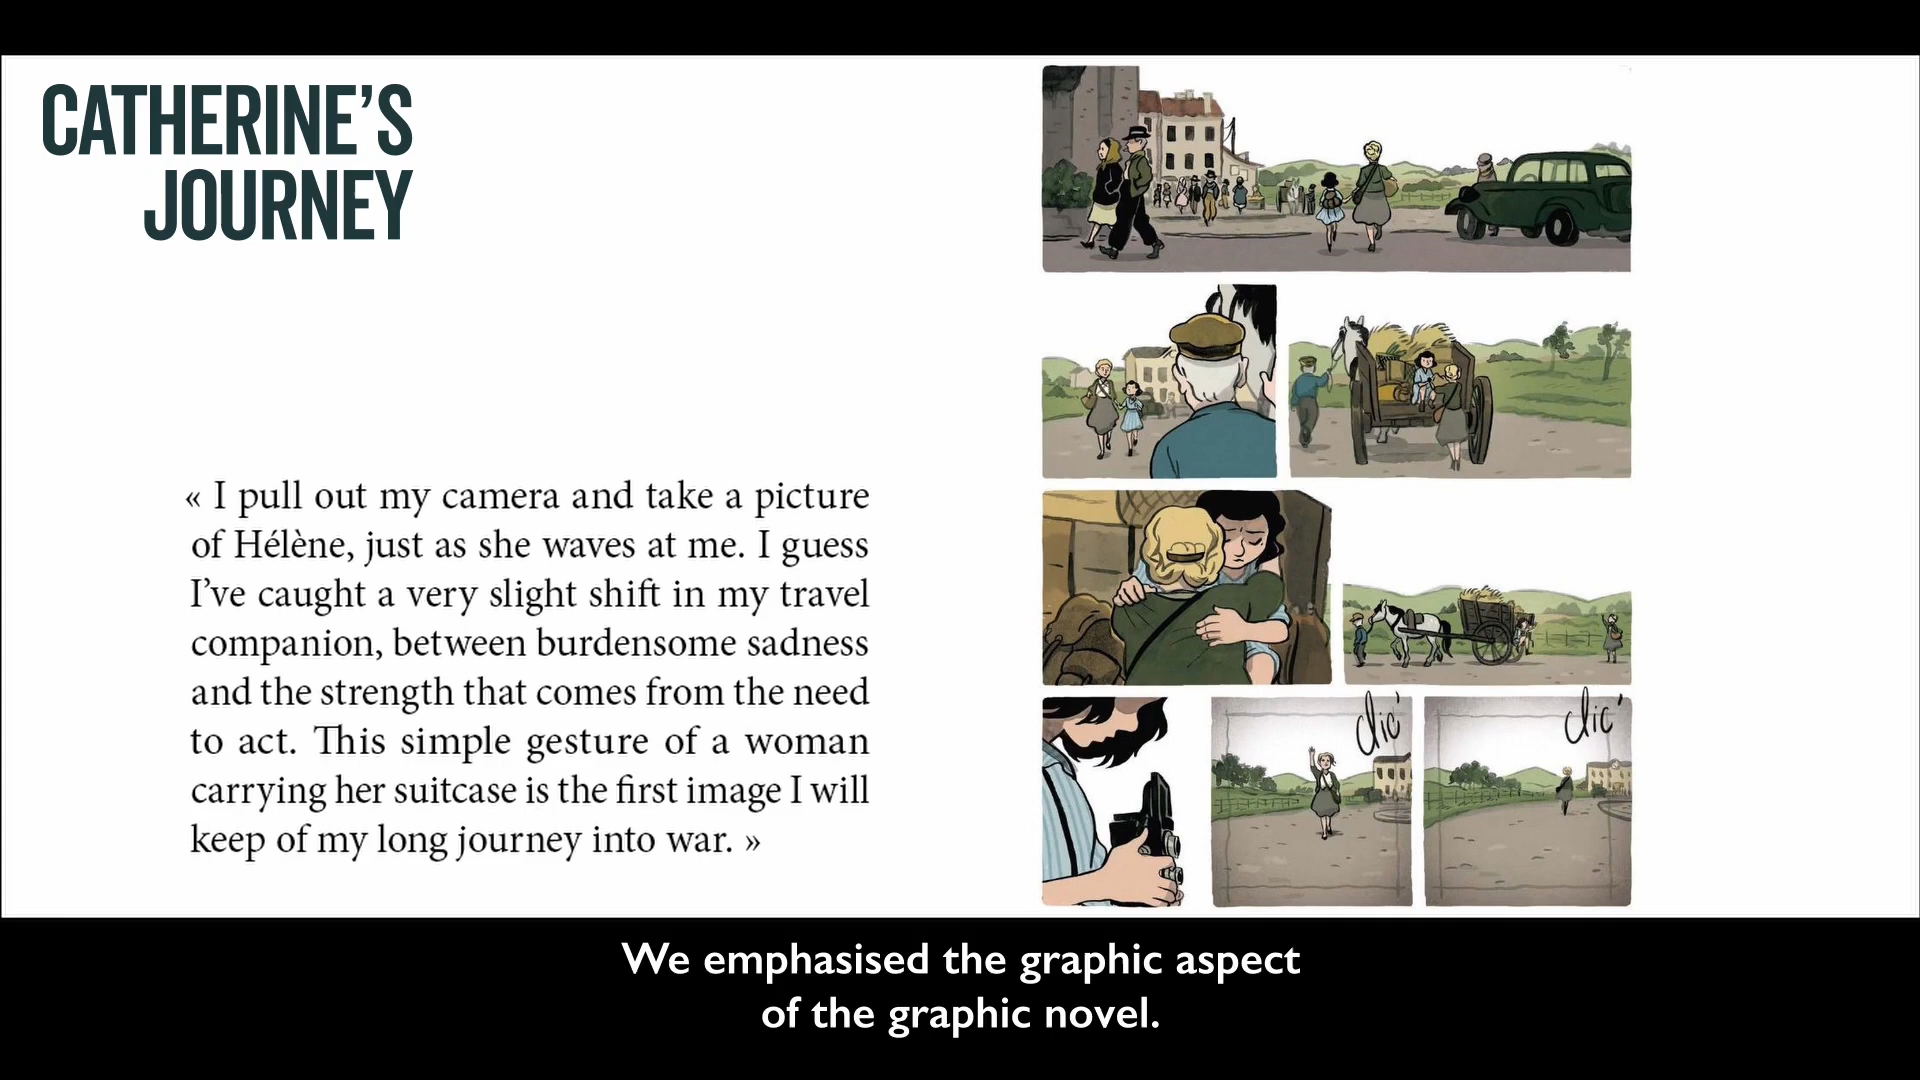 CATHERINE'S
JOURNEY
« I pull out my camera and take a picture
of Hélène, just as she waves at me. I guess
I've caught a very slight shift in my travel
companion, between burdensome sadness
and the strength that comes from the need
to act. This simple gesture of a woman
carrying her suitcase is the first image I will
keep of my long journey into war. »
clic
clic
We emphasised the graphic aspect
of the graphic novel.